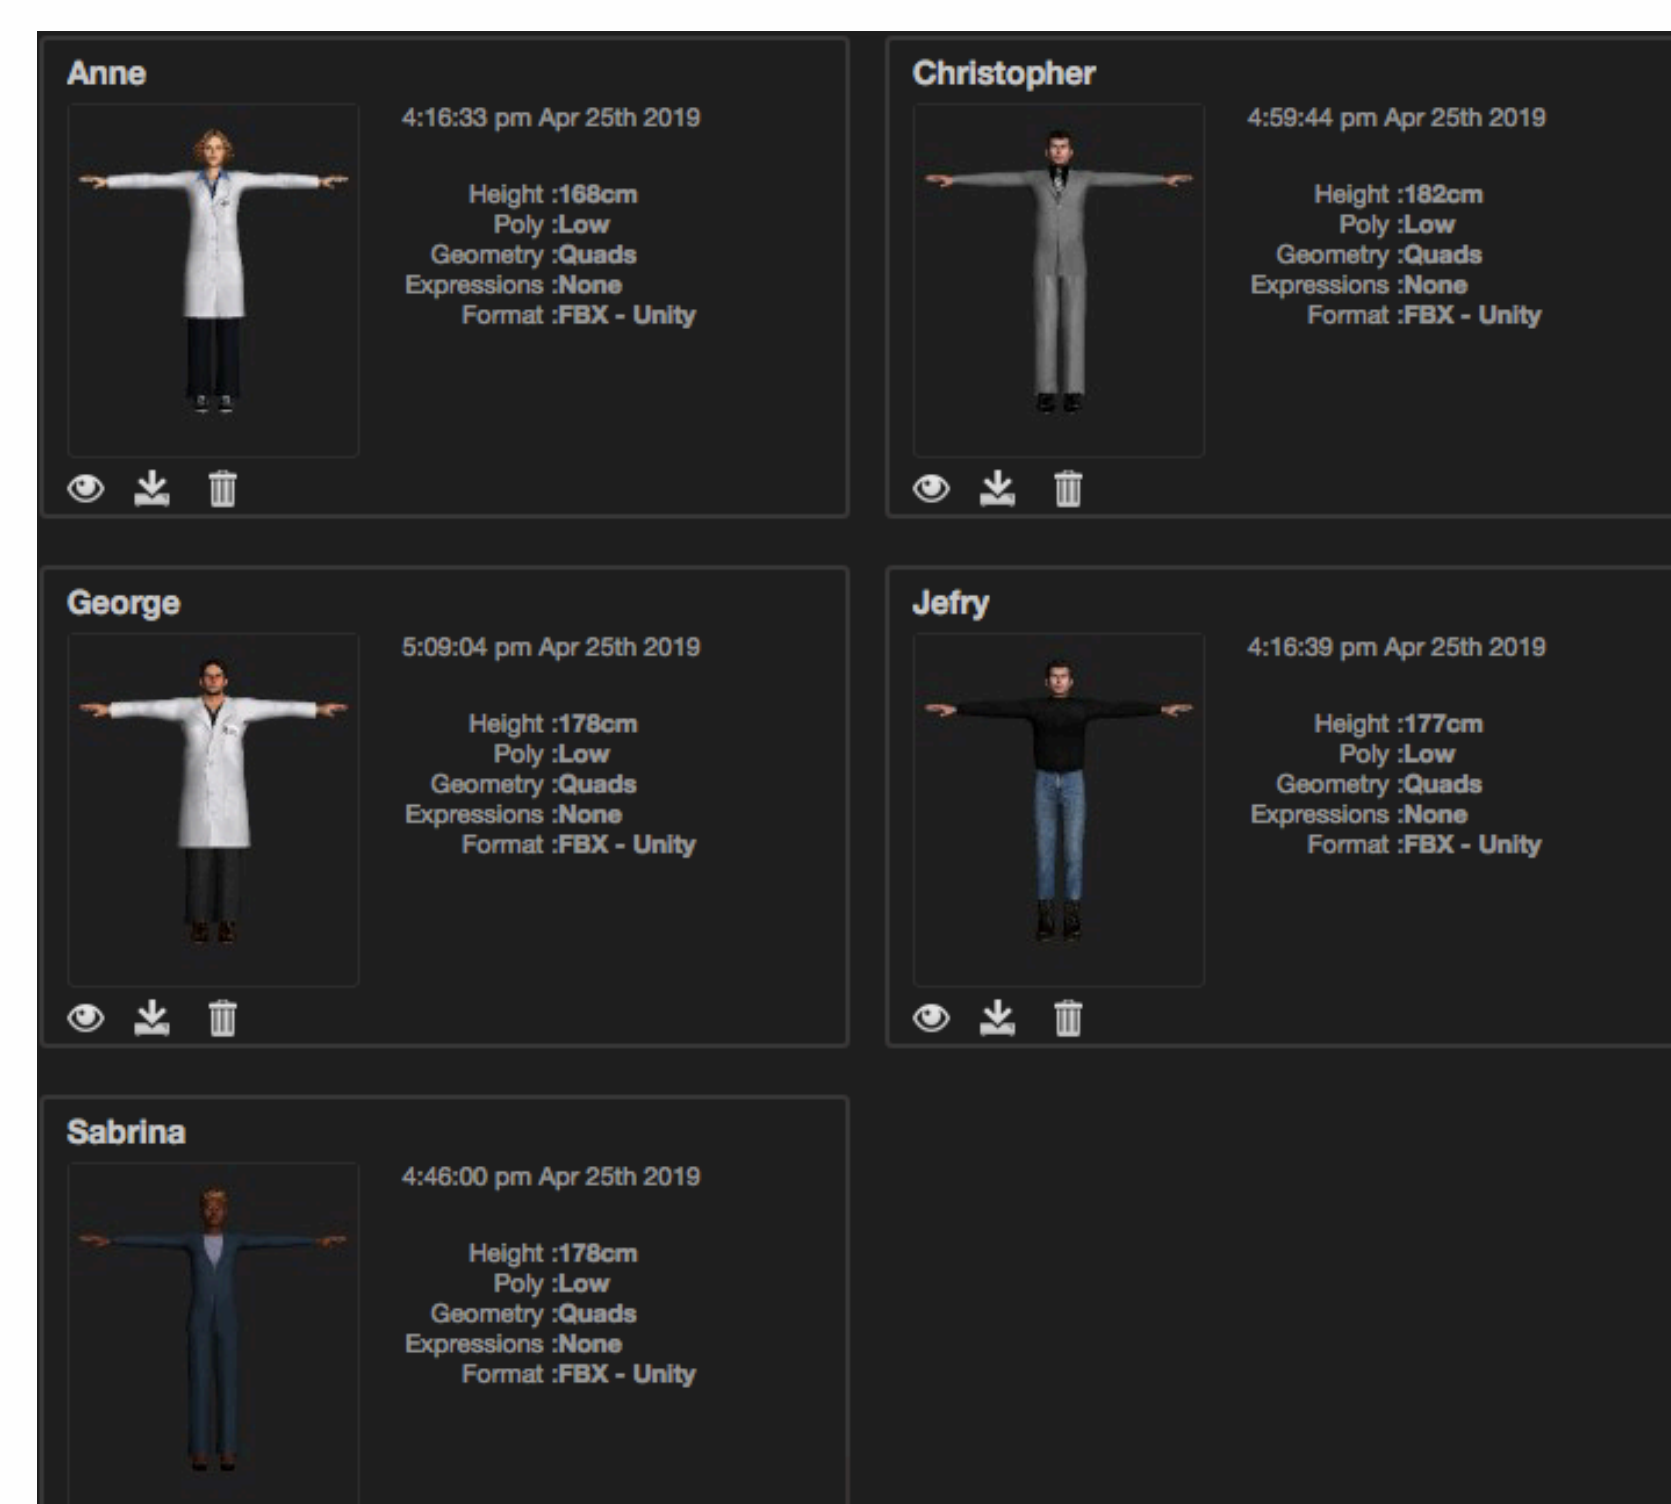 Anne
4:16:33 pm Apr 25th 2019
Height :168cm
Poly :Low
Geometry :Quads
Expressions :None
Format :FBX - Unity
Christopher
4:59:44 pm Apr 25th 2019
Height :182cm
Poly :Low
Geometry :Quads
Expressions :None
Format :FBX - Unity
George
5:09:04 pm Apr 25th 2019
Height :178cm
Poly :Low
Geometry :Quads
Expressions :None
Format :FBX - Unity
Jefry
4:16:39 pm Apr 25th 2019
Height :177cm
Poly :Low
Geometry :Quads
Expressions :None
Format :FBX - Unity
Sabrina
4:46:00 pm Apr 25th 2019
Height :178cm
Poly :Low
Geometry :Quads
Expressions :None
Format :FBX - Unity